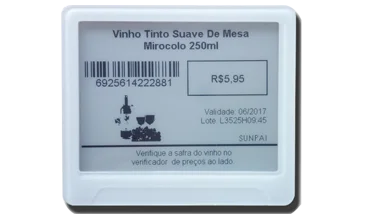 Vinho Tinto Suave De Mesa
Mirocolo 250ml
6925614222881
R$5,95
Validade: 06/2017
Lote: L3525H09:45
SUNPAI
Verifique a safra do vinho no
verificador de preços ao lado